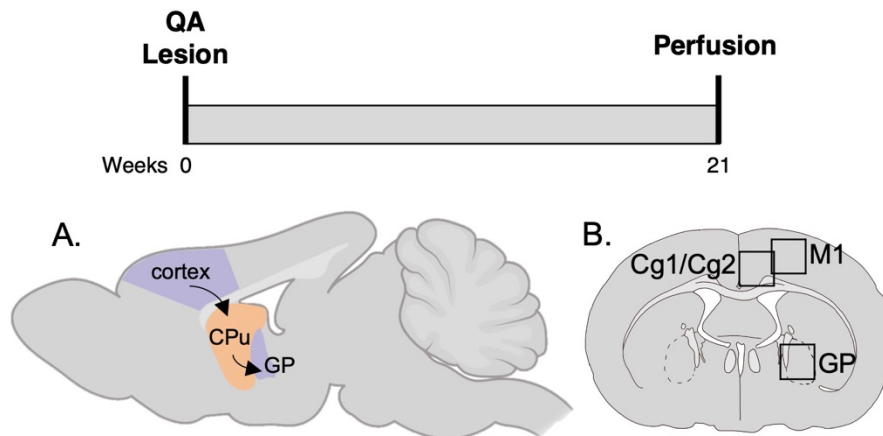 QA
Lesion
Perfusion
Weeks 0
21
A.
cortex
CPu
GP
B.
Cg1/Cg2
M1
GP